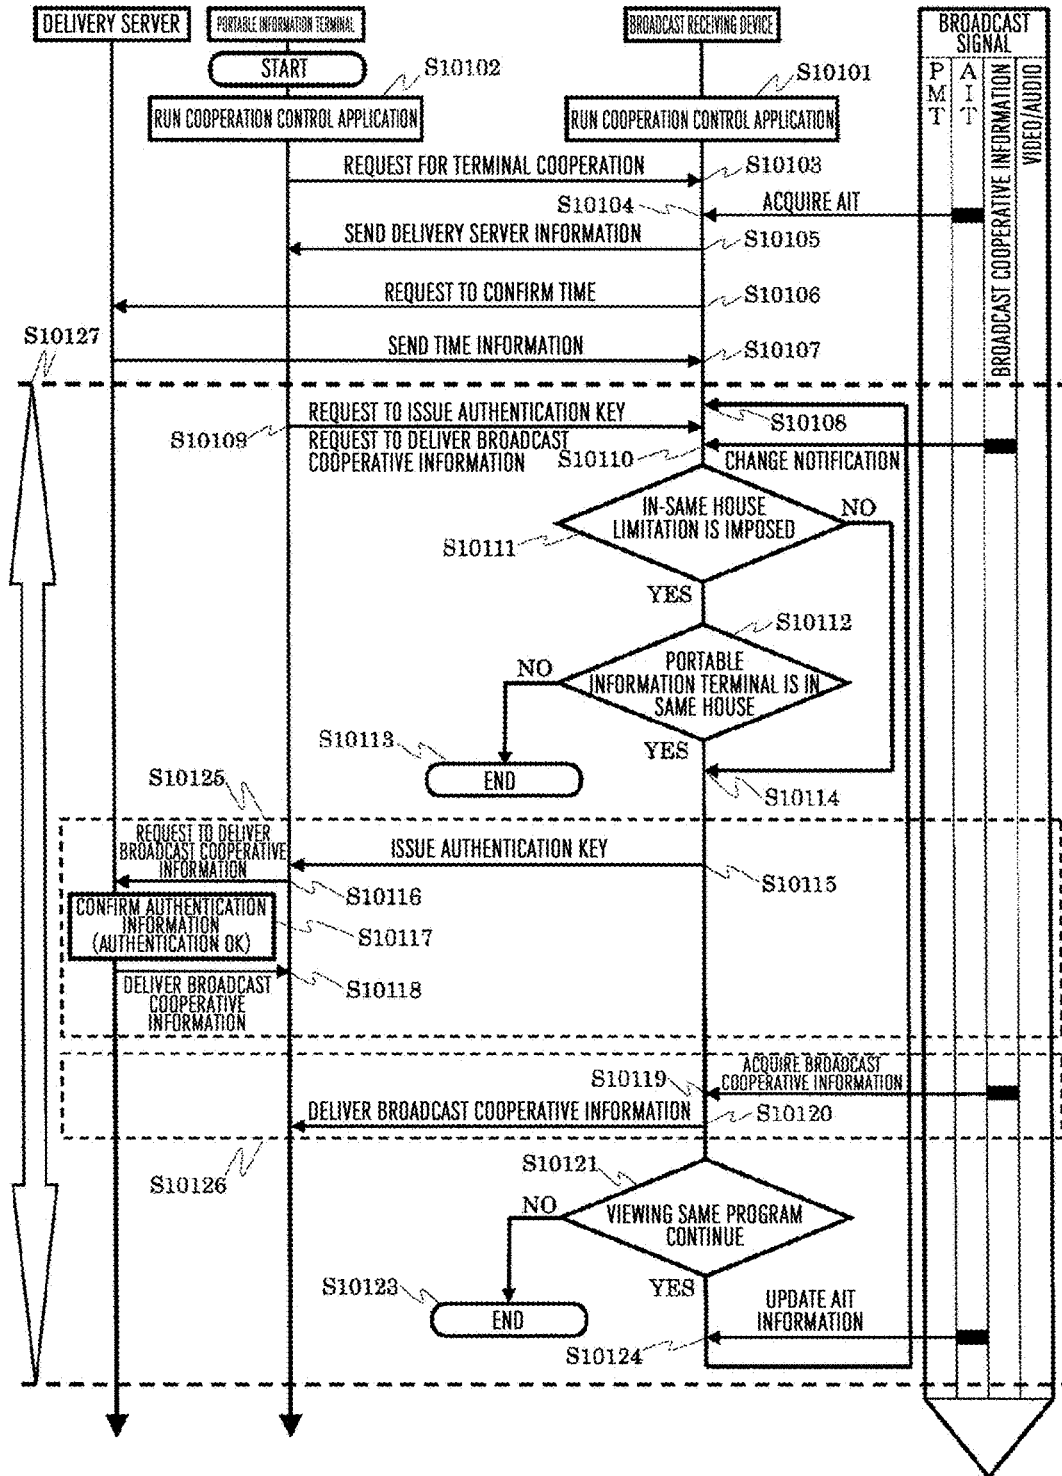 DELIVERY SERVER
PORTABLE INFORMATION TERMINAL
BROADCAST RECEIVING DEVICE
BROADCAST
SIGNAL
PMT
AIT
BROADCAST COOPERATIVE INFORMATION
VIDEO/AUDIO
START
S10102
S10101
RUN COOPERATION CONTROL APPLICATION
RUN COOPERATION CONTROL APPLICATION
REQUEST FOR TERMINAL COOPERATION
S10103
S10104
ACQUIRE AIT
SEND DELIVERY SERVER INFORMATION
S10105
REQUEST TO CONFIRM TIME
S10106
S10127
SEND TIME INFORMATION
S10107
REQUEST TO ISSUE AUTHENTICATION KEY
S10108
S10109
REQUEST TO DELIVER BROADCAST
COOPERATIVE INFORMATION
S10110
CHANGE NOTIFICATION
IN-SAME HOUSE
LIMITATION IS IMPOSED
NO
S10111
YES
S10112
PORTABLE
INFORMATION TERMINAL IS IN
SAME HOUSE
NO
S10113
YES
END
S10114
S10125
REQUEST TO DELIVER
BROADCAST COOPERATIVE
INFORMATION
ISSUE AUTHENTICATION KEY
S10115
S10116
CONFIRM AUTHENTICATION
INFORMATION
(AUTHENTICATION OK)
S10117
S10118
DELIVER BROADCAST
COOPERATIVE
INFORMATION
S10119
ACQUIRE BROADCAST
COOPERATIVE INFORMATION
DELIVER BROADCAST COOPERATIVE INFORMATION
S10120
S10126
S10121
NO
VIEWING SAME PROGRAM
CONTINUE
S10123
YES
END
UPDATE AIT
INFORMATION
S10124